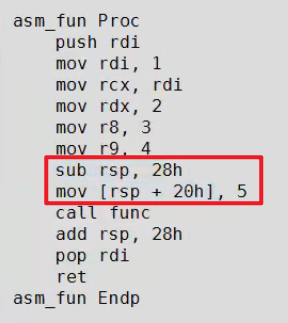 asm_fun Proc
push rdi
mov rdi, 1
mov rcx, rdi
mov rdx, 2
mov r8, 3
mov r9, 4
sub rsp, 28h
mov [rsp + 20h], 5
call func
add rsp, 28h
pop rdi
ret
asm_fun Endp